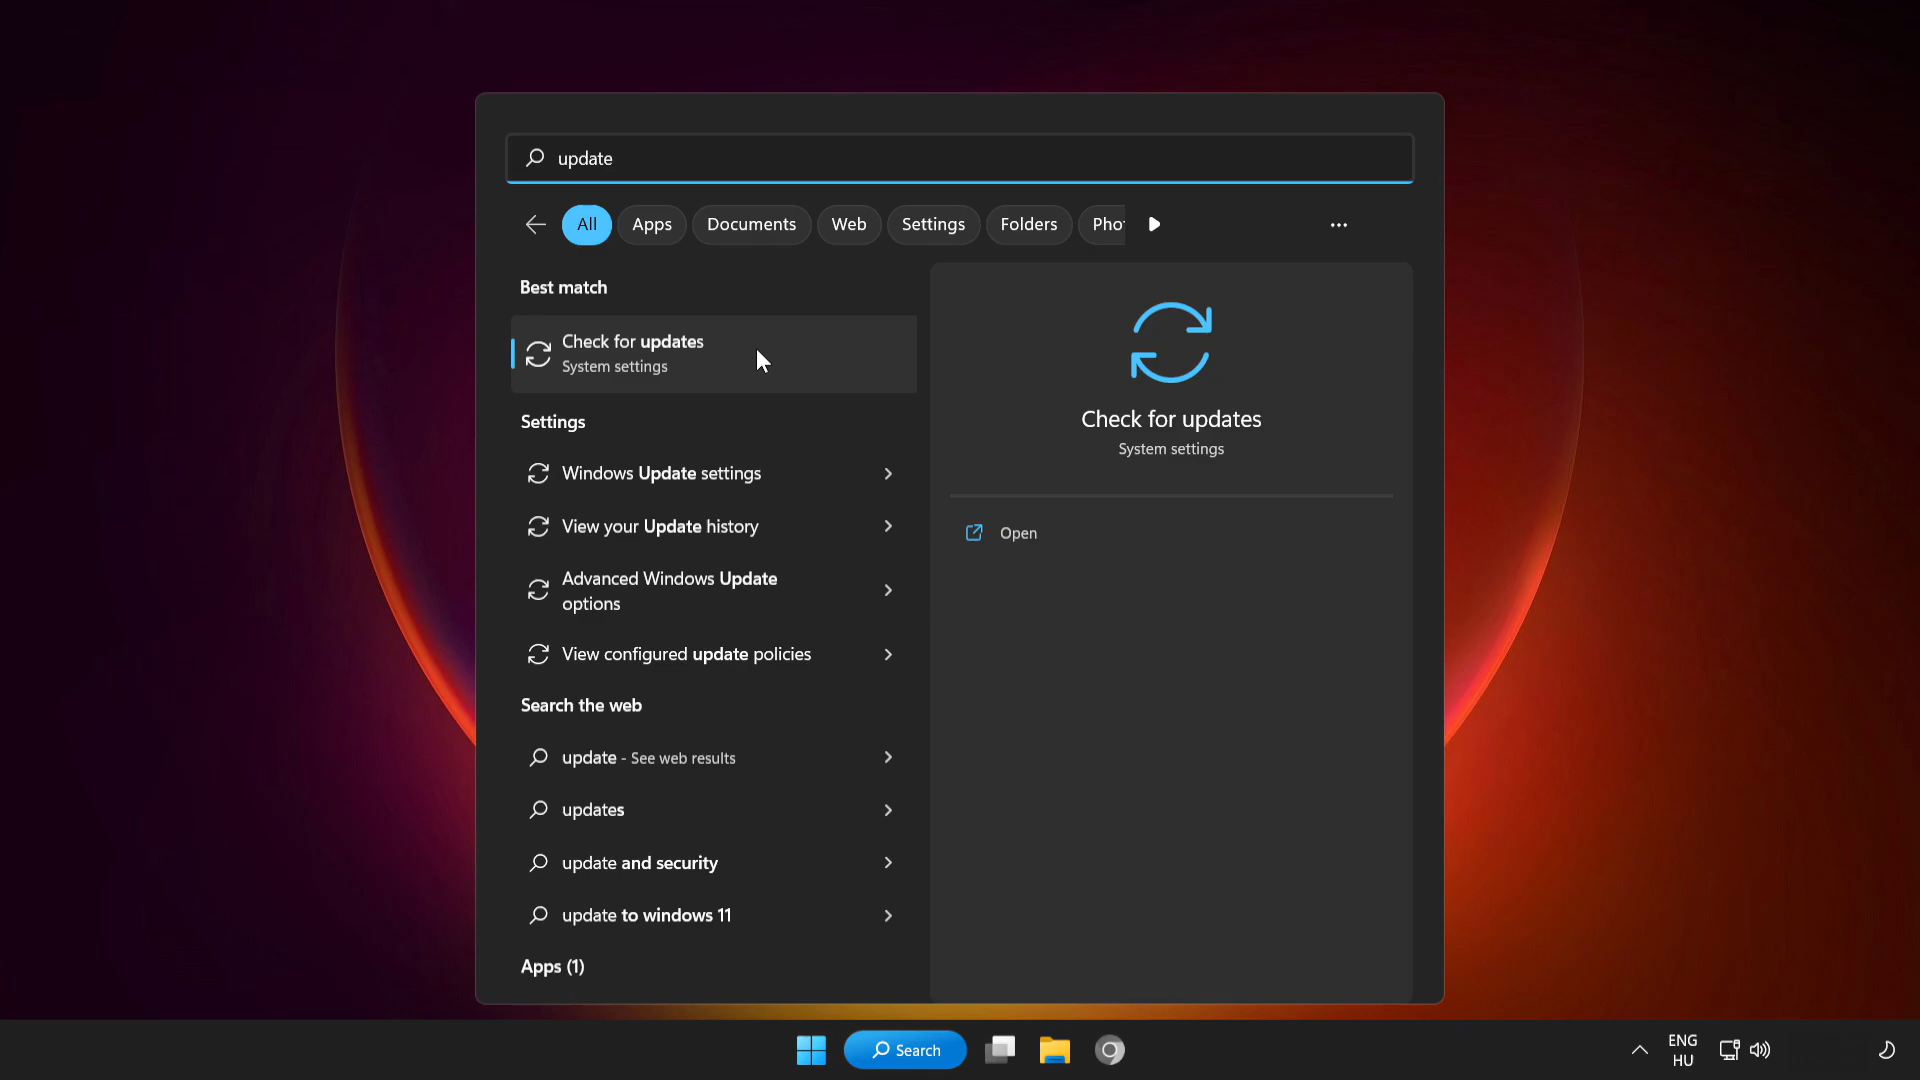 update
All Apps Documents Web Settings Folders Pho
Best match
Check for updates
System settings
Settings
Windows Update settings
View your Update history
Advanced Windows Update
options
View configured update policies
Search the web
update - See web results
updates
update and security
update to windows 11
Apps (1)
Check for updates
System settings
Open
Search
ENG
HU